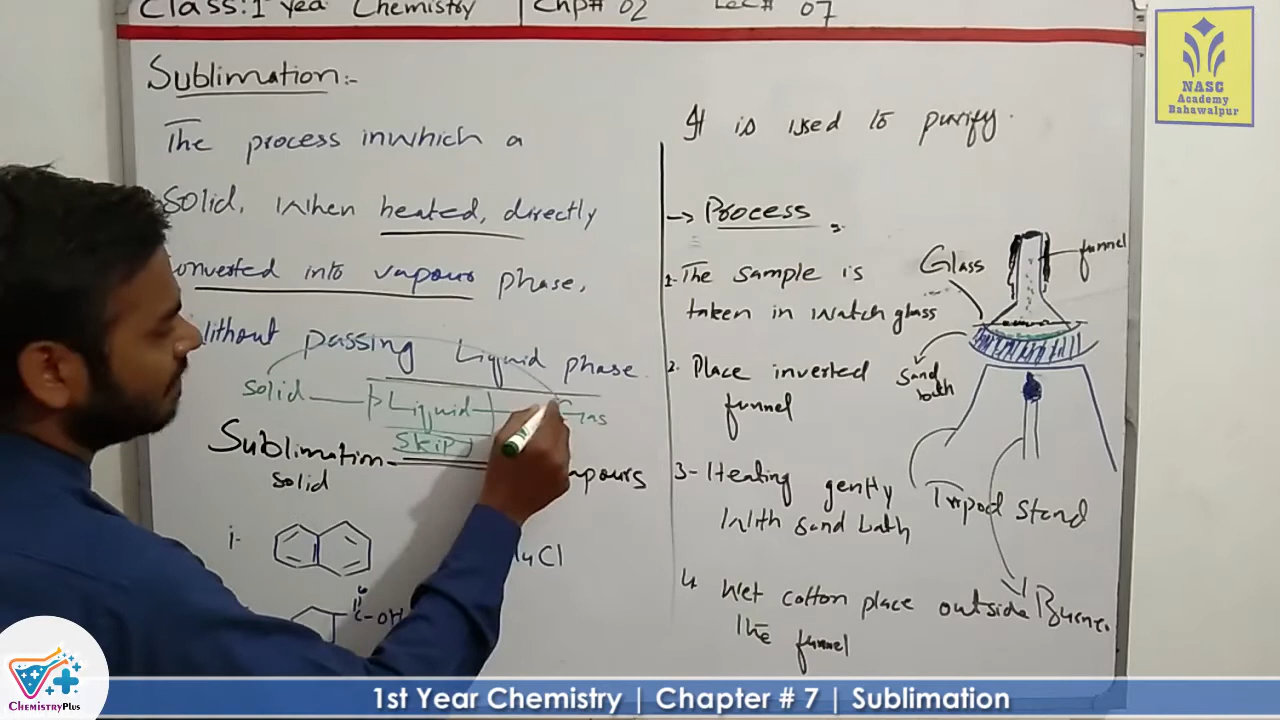 Class: 1 yea Chemistry | Chp# 02 Lec# 07
NASC
Academy
Bahawalpur
Sublimation:-
The process inwhich a
Solid, when heated, directly
onverted into vapours phase,
without passing Liquid phase
Solid Liquid Gas
Skip
Sublimation
Solid
apours
i-
4Cl
C-OH
It is used to purify.
→ Process
1. The sample is
taken in watch glass
2. Place inverted
funnel
3- Heating gently
With sand bath
4 Wet cotton place outside
the funnel
Glass
funnel
Sand
bath
Tripod Stand
Burner
ChemistryPlus
1st Year Chemistry | Chapter # 7 | Sublimation